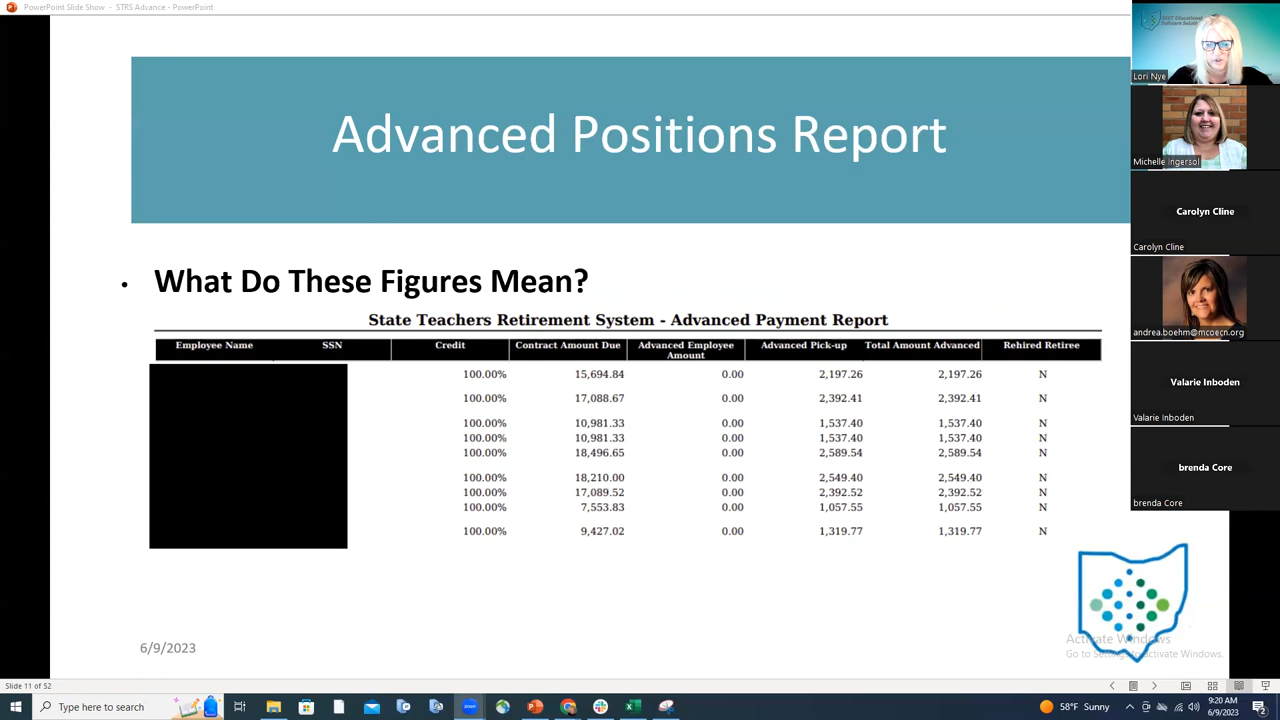 PowerPoint Slide Show - STRS Advance - PowerPoint
Advanced Positions Report
• What Do These Figures Mean?
State Teachers Retirement System - Advanced Payment Report
Employee Name SSN Credit Contract Amount Due Advanced Employee Amount Advanced Pick-up Total Amount Advanced Rehired Retiree
100.00% 15,694.84 0.00 2,197.26 2,197.26 N
100.00% 17,088.67 0.00 2,392.41 2,392.41 N
100.00% 10,981.33 0.00 1,537.40 1,537.40 N
100.00% 10,981.33 0.00 1,537.40 1,537.40 N
100.00% 18,496.65 0.00 2,589.54 2,589.54 N
100.00% 18,210.00 0.00 2,549.40 2,549.40 N
100.00% 17,089.52 0.00 2,392.52 2,392.52 N
100.00% 7,553.83 0.00 1,057.55 1,057.55 N
100.00% 9,427.02 0.00 1,319.77 1,319.77 N
6/9/2023
Activate Windows
Go to Settings to activate Windows.
Lori Nye
Michelle Ingersol
Carolyn Cline
Carolyn Cline
andrea.boehm@mcoecn.org
Valarie Inboden
Valarie Inboden
brenda Core
brenda Core
Slide 11 of 52
Type here to search
58°F Sunny
9:20 AM
6/9/2023